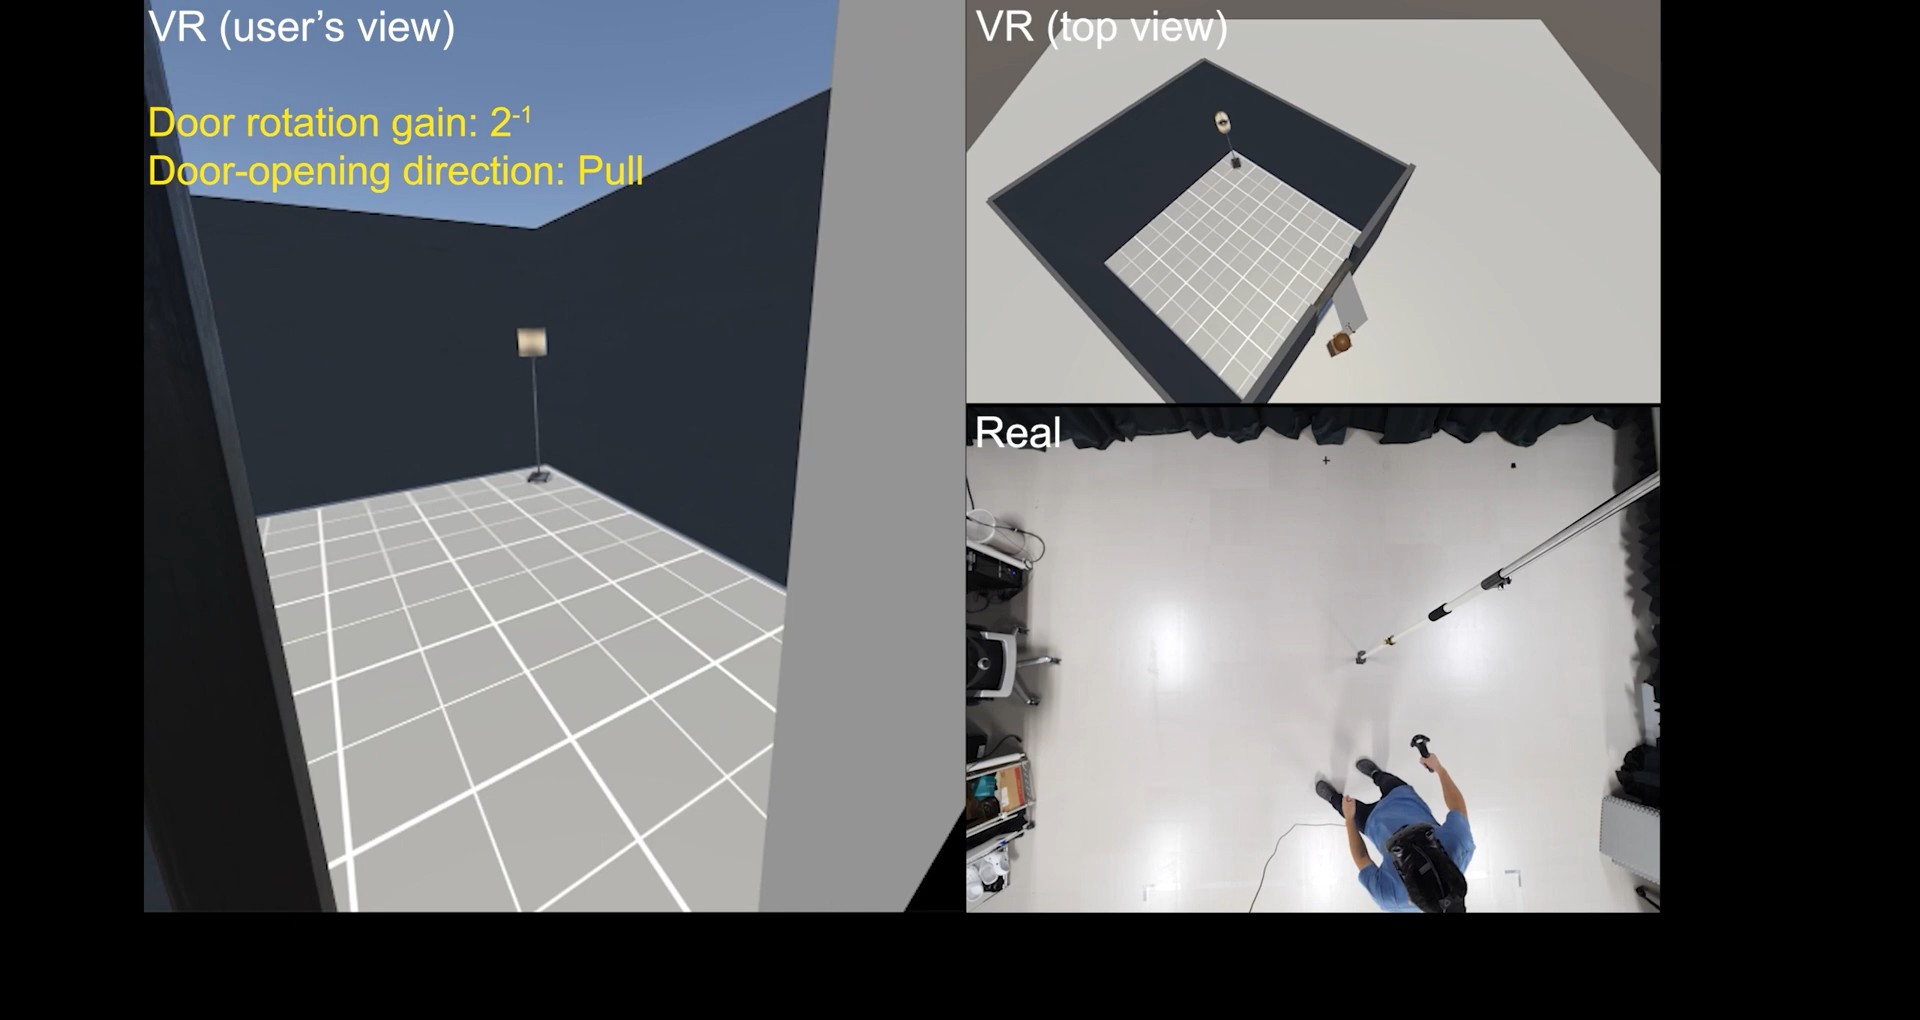 VR (user’s view)
Door rotation gain: 2⁻¹
Door-opening direction: Pull
VR (top view)
Real